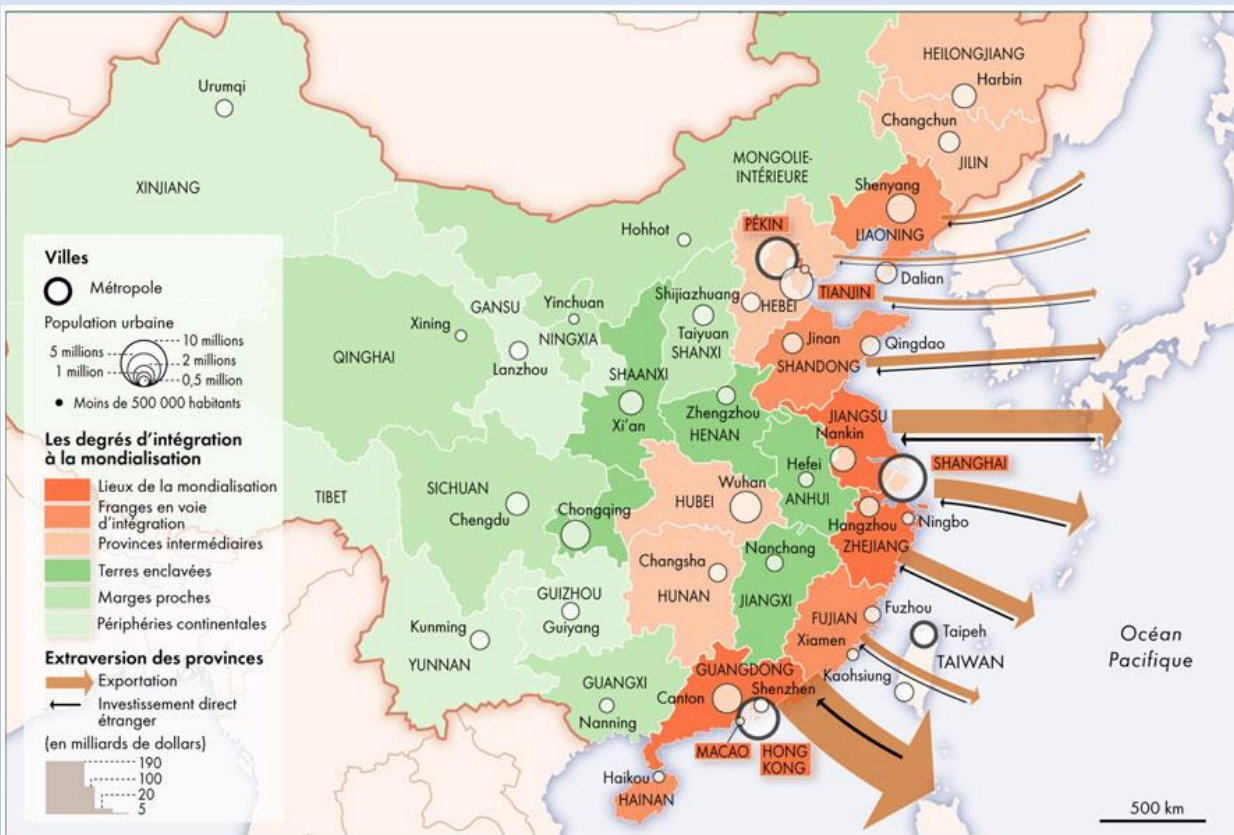 Urumqi
XINJIANG
HEILONGJIANG
Harbin
Changchun
JILIN
MONGOLIE-
INTÉRIEURE
Shenyang
LIAONING
PÉKIN
Hohhot
Dalian
TIANJIN
Shijiazhuang
HEBEI
GANSU
Yinchuan
NINGXIA
Xining
Lanzhou
Taiyuan
SHANXI
Jinan
Qingdao
SHANDONG
QINGHAI
SHAANXI
Xi'an
Zhengzhou
HENAN
JIANGSU
Nankin
SHANGHAI
Hefei
ANHUI
TIBET
SICHUAN
Chengdu
Chongqing
Wuhan
HUBEI
Hangzhou
Ningbo
ZHEJIANG
Changsha
HUNAN
Nanchang
JIANGXI
GUIZHOU
Guiyang
Kunming
YUNNAN
FUJIAN
Fuzhou
Xiamen
Taipeh
TAIWAN
Kaohsiung
Océan
Pacifique
GUANGXI
Nanning
GUANGDONG
Canton
Shenzhen
MACAO
HONG
KONG
Haikou
HAINAN
500 km
Villes
Métropole
Population urbaine
10 millions
5 millions
2 millions
1 million
0,5 million
Moins de 500 000 habitants
Les degrés d'intégration
à la mondialisation
Lieux de la mondialisation
Franges en voie
d'intégration
Provinces intermédiaires
Terres enclavées
Marges proches
Périphéries continentales
Extraversion des provinces
Exportation
Investissement direct
étranger
(en milliards de dollars)
190
100
20
5